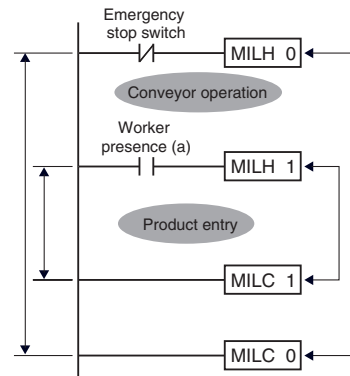 Emergency
stop switch
MILH 0
Conveyor operation
Worker
presence (a)
MILH 1
Product entry
MILC 1
MILC 0